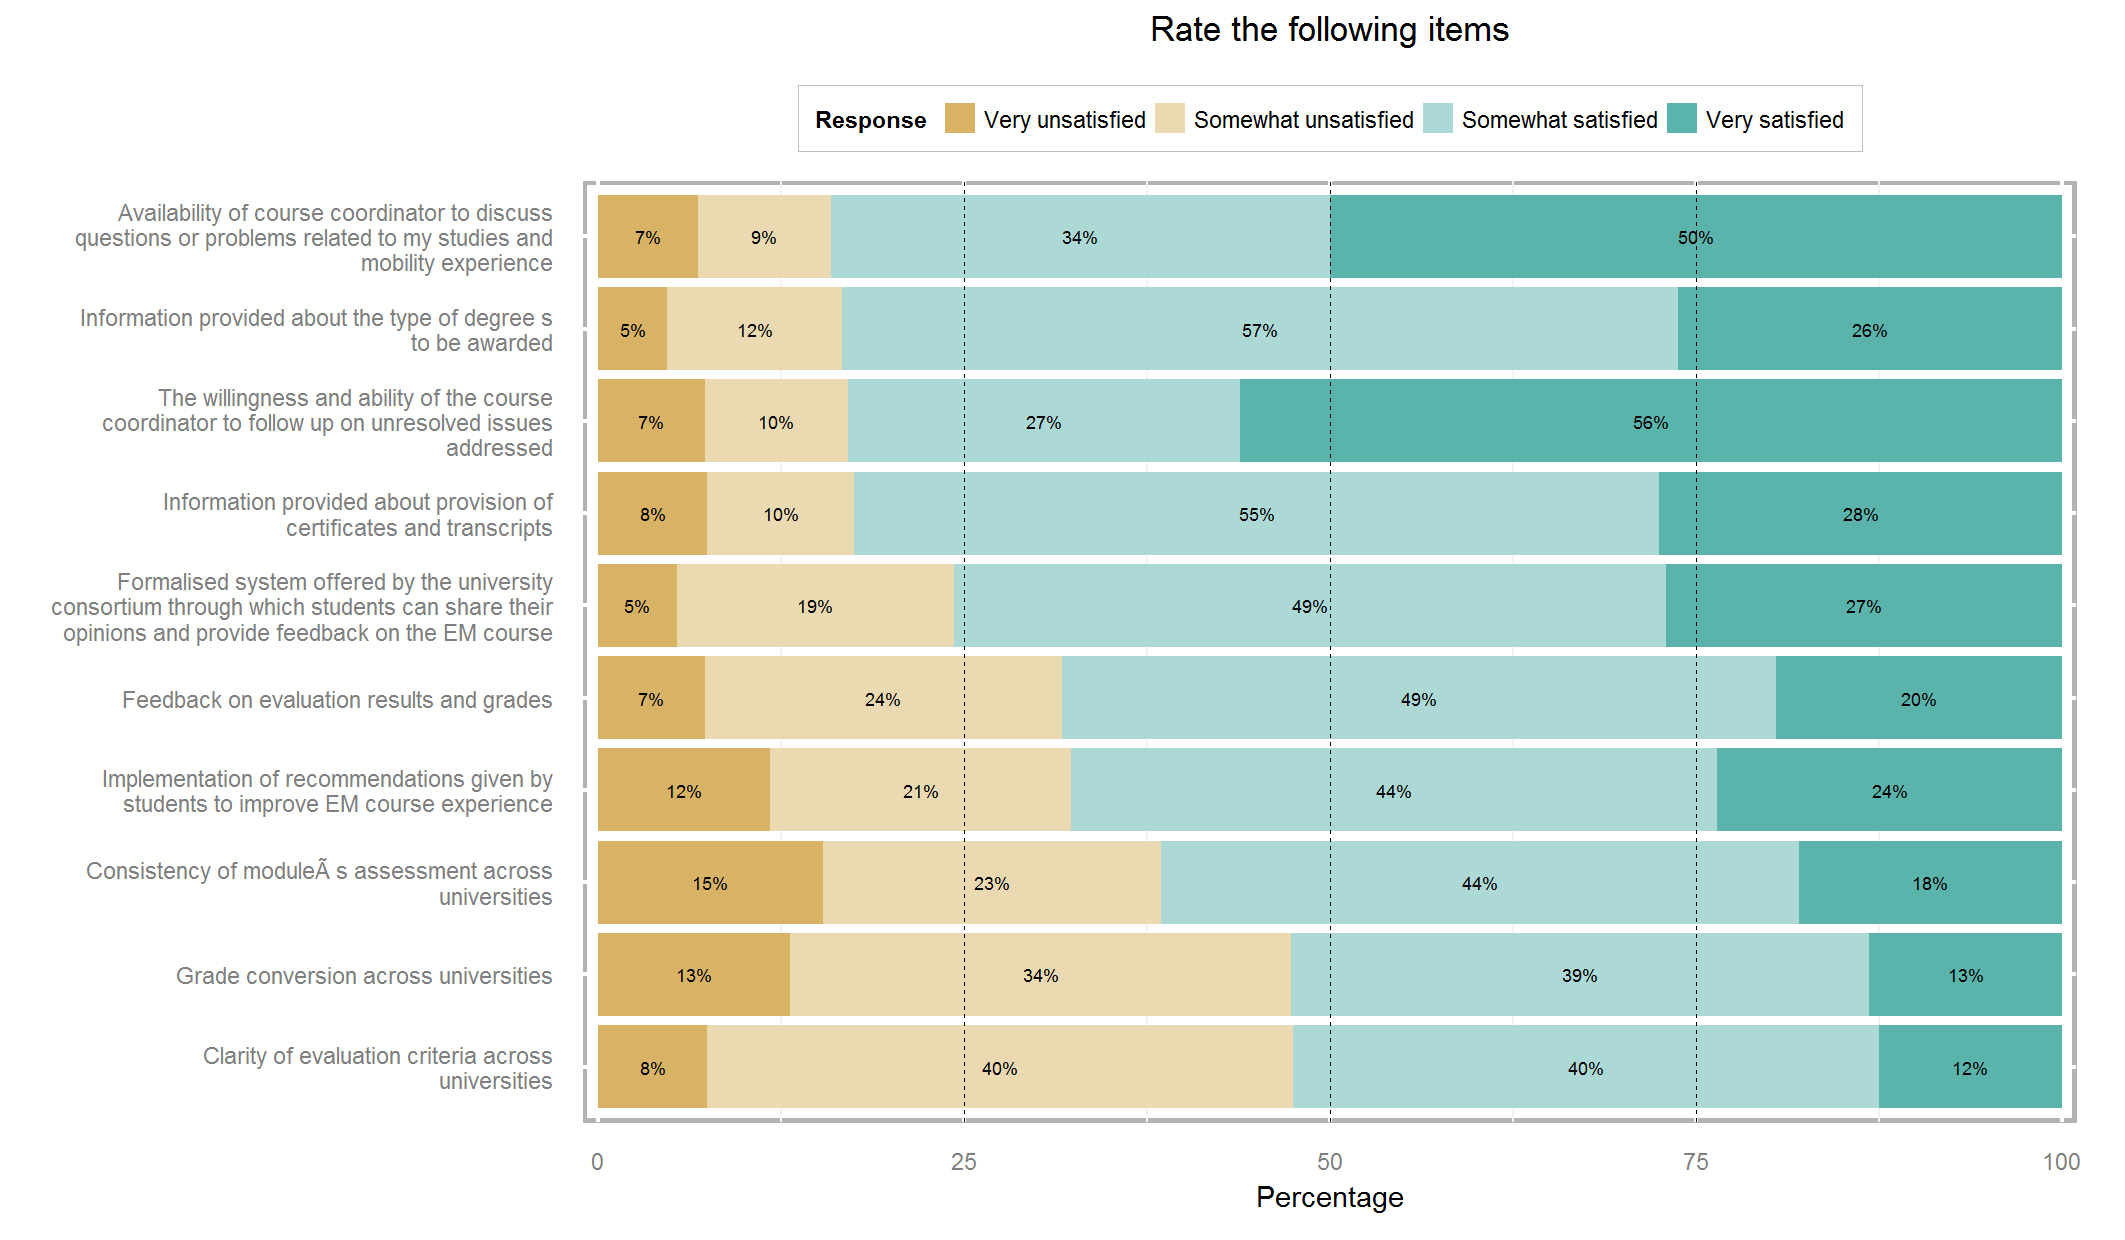 Rate the following items
Response Very unsatisfied Somewhat unsatisfied Somewhat satisfied Very satisfied
Availability of course coordinator to discuss
questions or problems related to my studies and
mobility experience
7% 9% 34% 50%
Information provided about the type of degree s
to be awarded
5% 12% 57% 26%
The willingness and ability of the course
coordinator to follow up on unresolved issues
addressed
7% 10% 27% 56%
Information provided about provision of
certificates and transcripts
8% 10% 55% 28%
Formalised system offered by the university
consortium through which students can share their
opinions and provide feedback on the EM course
5% 19% 49% 27%
Feedback on evaluation results and grades
7% 24% 49% 20%
Implementation of recommendations given by
students to improve EM course experience
12% 21% 44% 24%
Consistency of moduleÃ s assessment across
universities
15% 23% 44% 18%
Grade conversion across universities
13% 34% 39% 13%
Clarity of evaluation criteria across
universities
8% 40% 40% 12%
0 25 50 75 100
Percentage